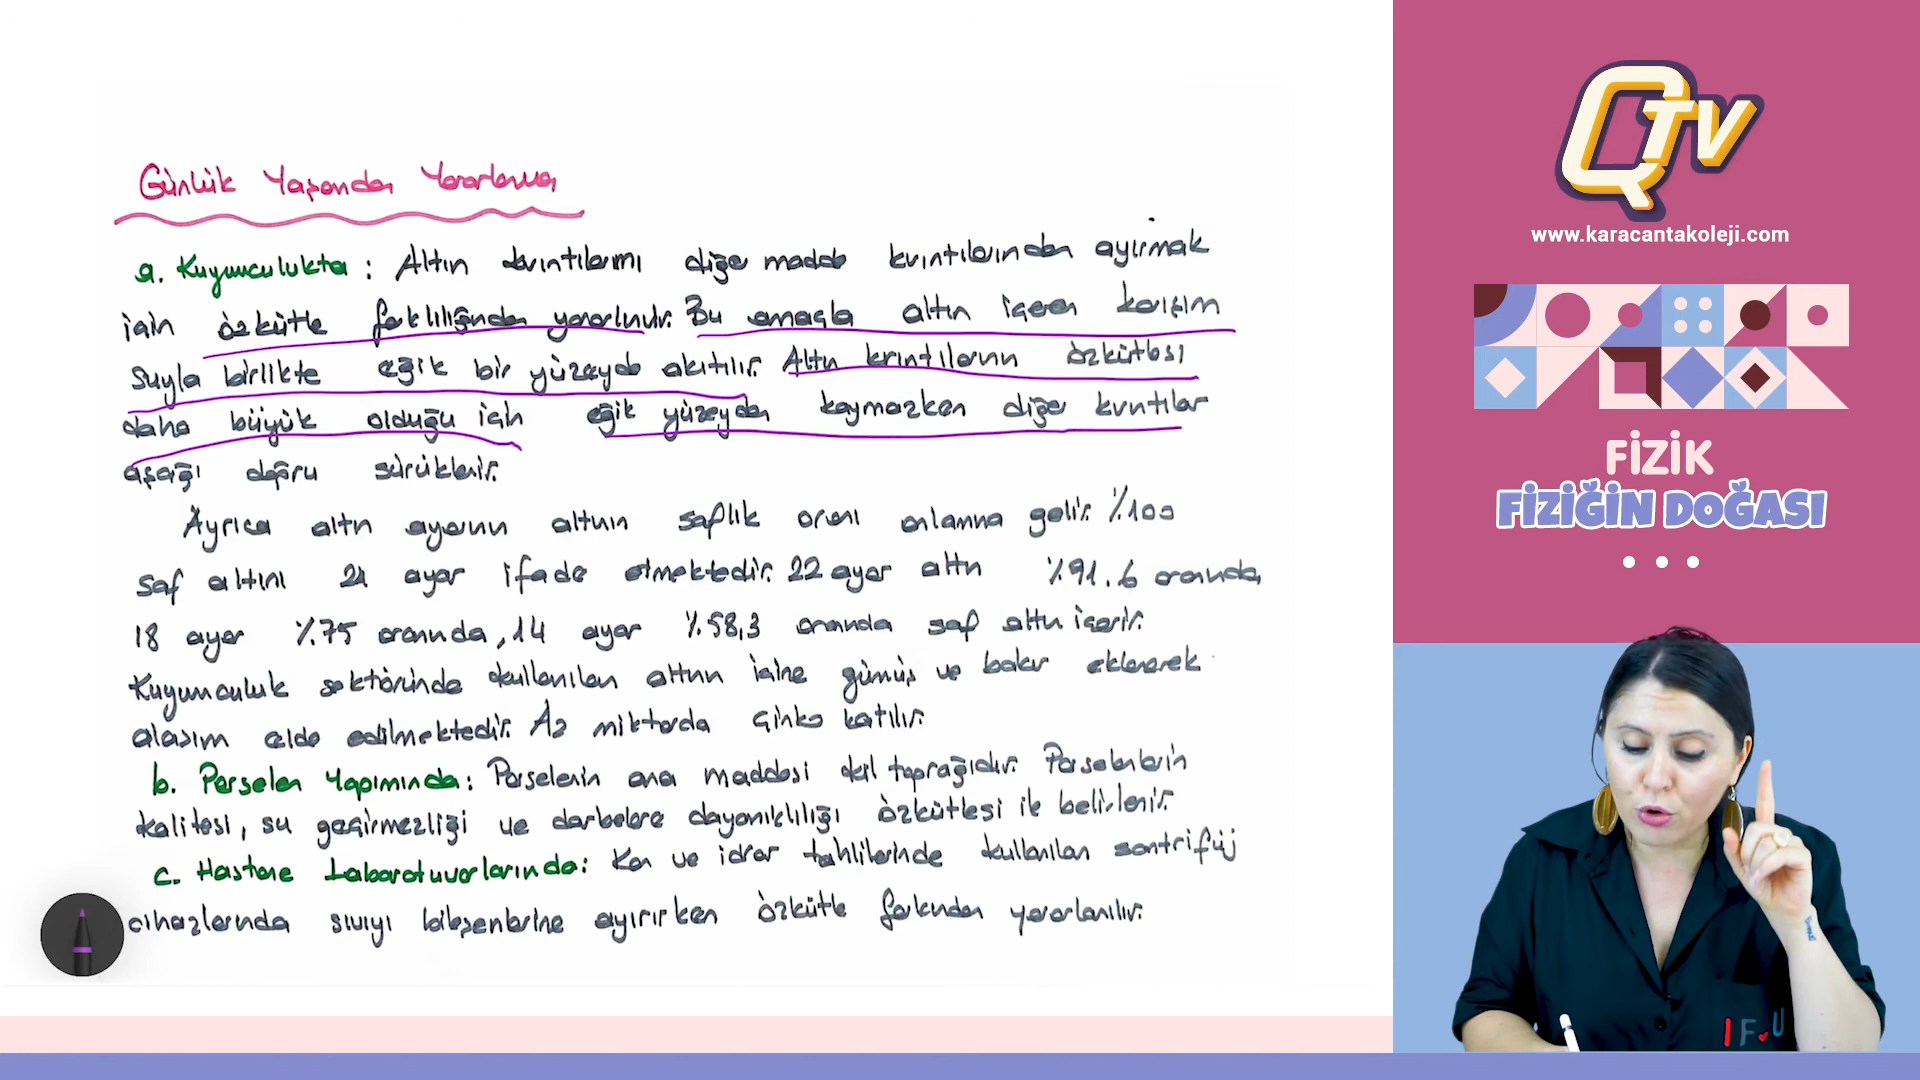 Günlük Yaşamda Yararlanma
a. Kuyumculukta: Altın kırıntılarını diğer madde kırıntılarından ayırmak
için özkütle farklılığından yararlanılır. Bu amaçla altın içeren karışım
suyla birlikte eğik bir yüzeyde akıtılır. Altın kırıntılarının özkütlesi
daha büyük olduğu için eğik yüzeyden kaymazken diğer kırıntılar
aşağı doğru sürüklenir.
Ayrıca altın ayarının altının saflık oranı anlamına gelir. %100
saf altını 24 ayar ifade etmektedir. 22 ayar altın %91.6 oranında,
18 ayar %75 oranında, 14 ayar %58,3 oranında saf altın içerir.
Kuyumculuk sektöründe kullanılan altının içine gümüş ve bakır eklenerek
alaşım elde edilmektedir. Az miktarda çinko katılır.
b. Porselen Yapımında: Porselenin ana maddesi kil toprağıdır. Porselenlerin
kalitesi, su geçirmezliği ve darbelere dayanıklılığı özkütlesi ile belirlenir.
c. Hastane Laboratuvarlarında: Kan ve idrar tahlillerinde kullanılan santrifüj
cihazlarında sıvıyı bileşenlerine ayırırken özkütle farkından yararlanılır.
QTV
www.karacantakoleji.com
FİZİK
FİZİĞİN DOĞASI